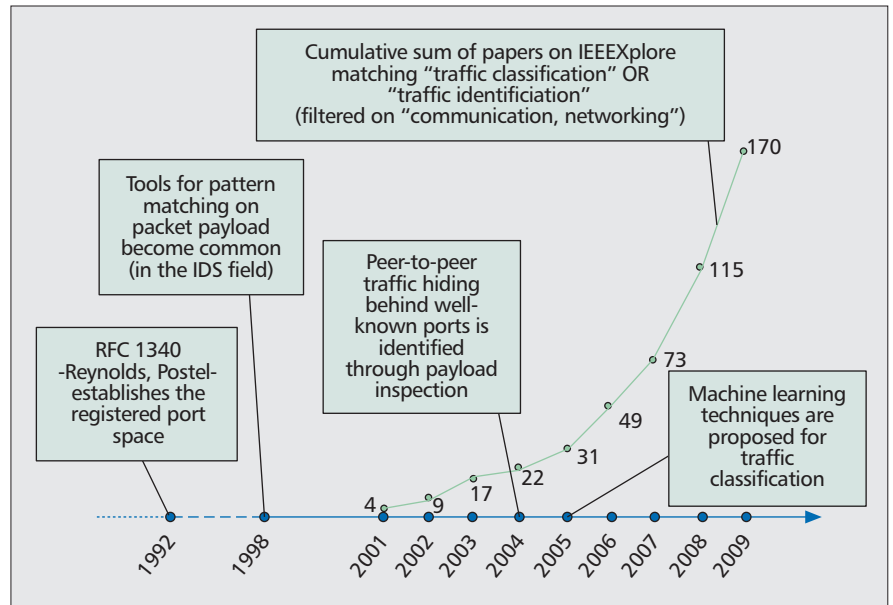 Cumulative sum of papers on IEEEXplore
matching “traffic classification” OR
“traffic identificiation”
(filtered on “communication, networking”)
170
Tools for pattern
matching on
packet payload
become common
(in the IDS field)
Peer-to-peer
traffic hiding
behind well-
known ports is
identified
through payload
inspection
115
RFC 1340
-Reynolds, Postel-
establishes the
registered port
space
73
Machine learning
techniques are
proposed for
traffic
classification
49
31
22
17
9
4
1992
1998
2001
2002
2003
2004
2005
2006
2007
2008
2009